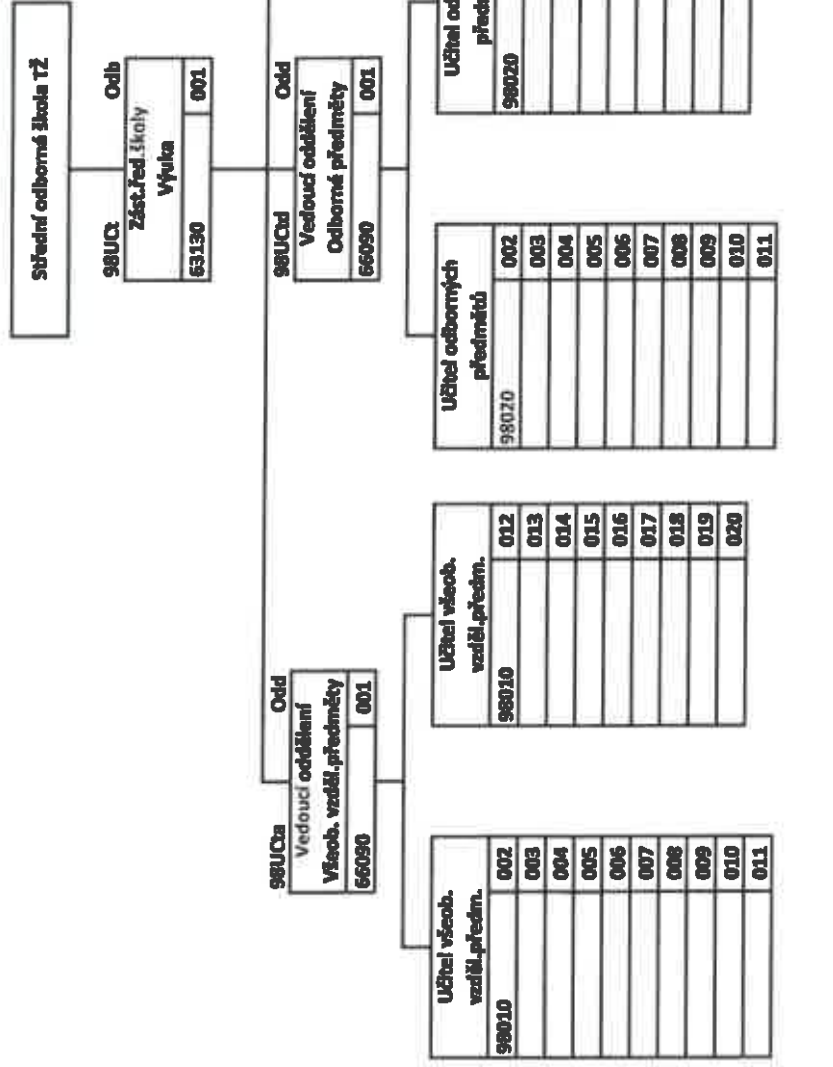 Střední odborná škola TŽ
98UCt Odb
Zást.řed.školy
Výuka
63130 001
98UCta Odd
Vedoucí oddělení
Všeob. vzděl.předměty
66090 001
98UCtd Odd
Vedoucí oddělení
Odborné předměty
66090 001
Učitel všeob.
vzděl.předm.
98010 002
003
004
005
006
007
008
009
010
011
Učitel všeob.
vzděl.předm.
98010 012
013
014
015
016
017
018
019
020
Učitel odborných
předmětů
98020 002
003
004
005
006
007
008
009
010
011
Učitel od
předm
98020